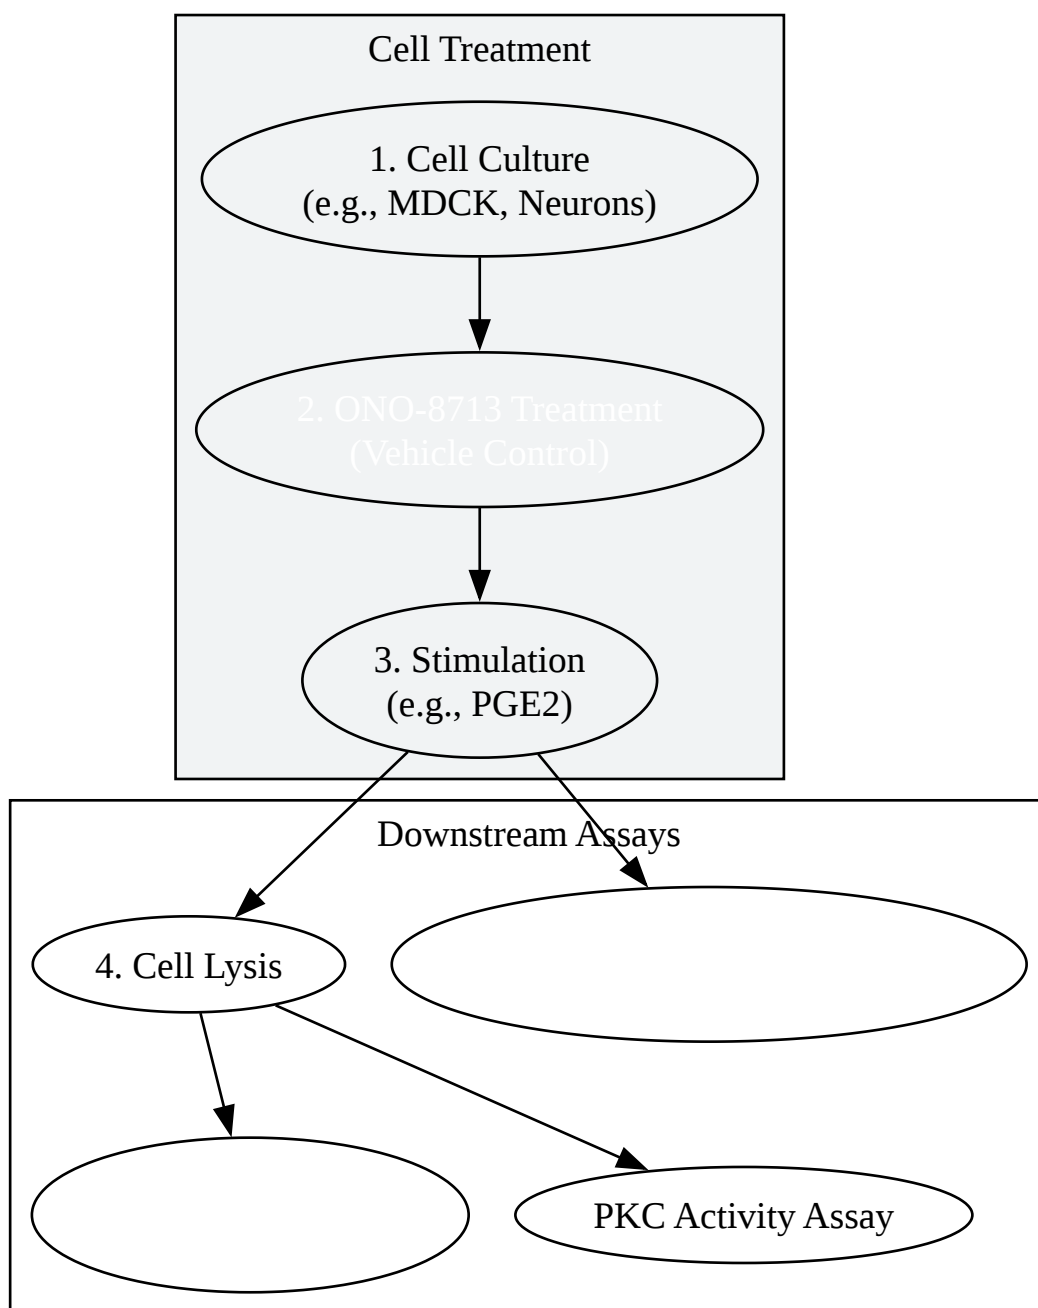 Cell Treatment
1. Cell Culture
(e.g., MDCK, Neurons)
2. ONO-8713 Treatment
(Vehicle Control)
3. Stimulation
(e.g., PGE2)
Downstream Assays
4. Cell Lysis
PKC Activity Assay